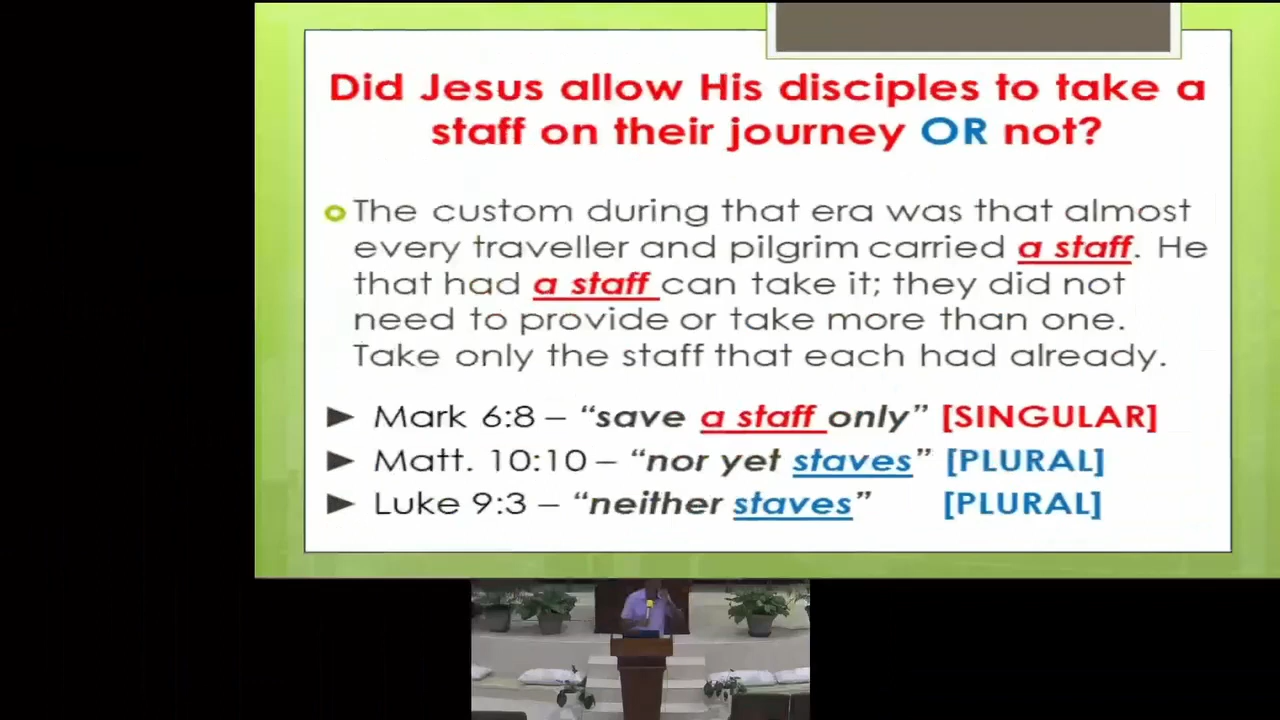 Did Jesus allow His disciples to take a
staff on their journey OR not?
The custom during that era was that almost
every traveller and pilgrim carried a staff. He
that had a staff can take it; they did not
need to provide or take more than one.
Take only the staff that each had already.
► Mark 6:8 – “save a staff only” [SINGULAR]
► Matt. 10:10 – “nor yet staves” [PLURAL]
► Luke 9:3 – “neither staves” [PLURAL]